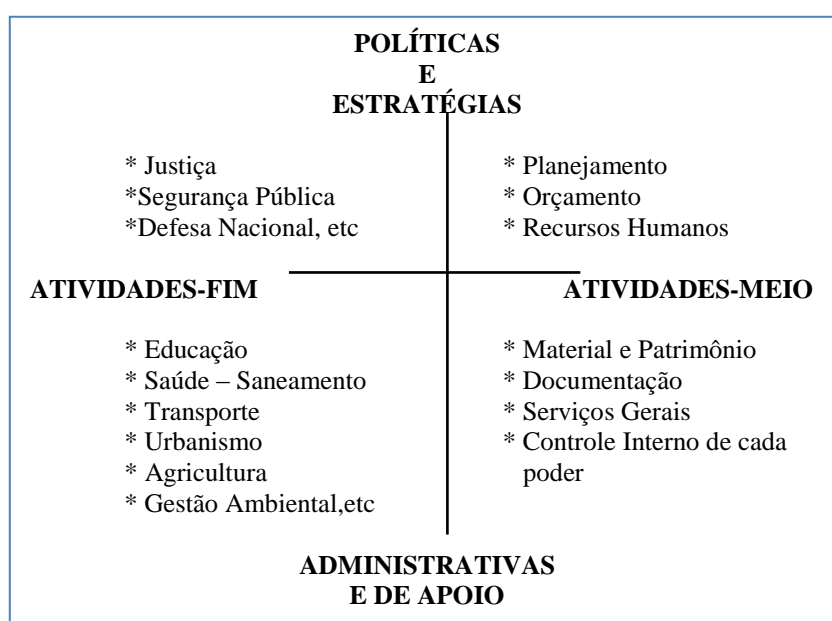 POLÍTICAS
E
ESTRATÉGIAS
* Justiça
*Segurança Pública
*Defesa Nacional, etc
* Planejamento
* Orçamento
* Recursos Humanos
ATIVIDADES-FIM
ATIVIDADES-MEIO
* Educação
* Saúde – Saneamento
* Transporte
* Urbanismo
* Agricultura
* Gestão Ambiental,etc
* Material e Patrimônio
* Documentação
* Serviços Gerais
* Controle Interno de cada
poder
ADMINISTRATIVAS
E DE APOIO